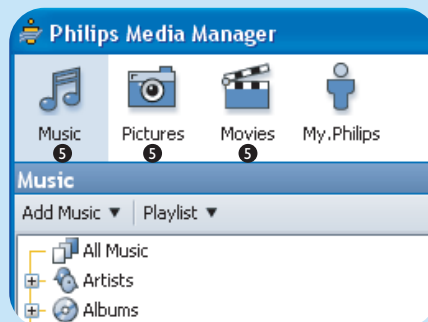 Philips Media Manager
Music Pictures Movies My.Philips
5 5 5
Music
Add Music ▼ Playlist ▼
All Music
Artists
Albums